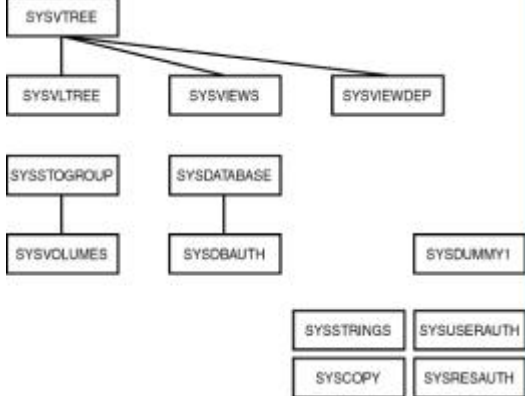 SYSVTREE
SYSVLTREE SYSVIEWS SYSVIEWDEP
SYSSTOGROUP SYSDATABASE
SYSVOLUMES SYSDBAUTH SYSDUMMY1
SYSSTRINGS SYSUSERAUTH
SYSCOPY SYSRESAUTH